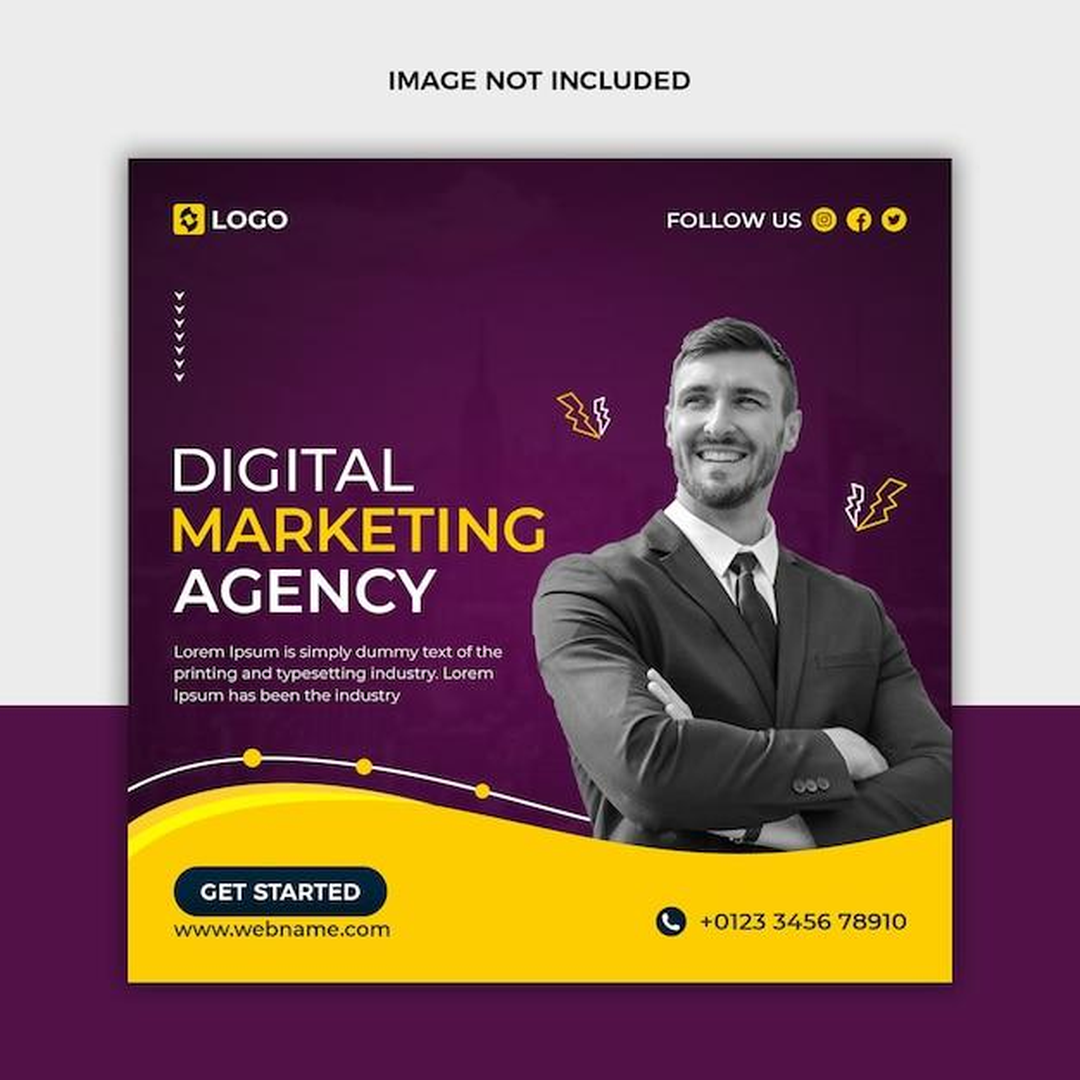 IMAGE NOT INCLUDED
LOGO
FOLLOW US
DIGITAL
MARKETING
AGENCY
Lorem Ipsum is simply dummy text of the
printing and typesetting industry. Lorem
Ipsum has been the industry
GET STARTED
www.webname.com
+0123 3456 78910